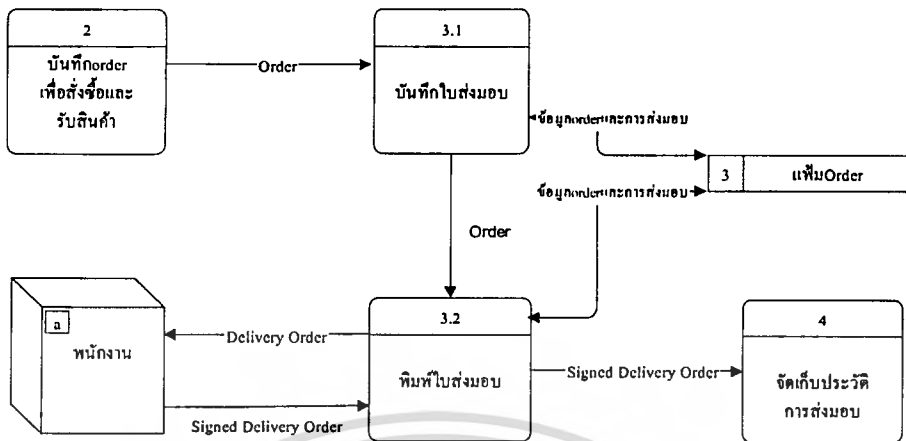 2
บันทึกorder
เพื่อสั่งซื้อและ
รับสินค้า
Order
3.1
บันทึกใบส่งมอบ
ข้อมูลorderและการส่งมอบ
3
แฟ้มOrder
ข้อมูลorderและการส่งมอบ
Order
a
พนักงาน
Delivery Order
Signed Delivery Order
3.2
พิมพ์ใบส่งมอบ
Signed Delivery Order
4
จัดเก็บประวัติ
การส่งมอบ